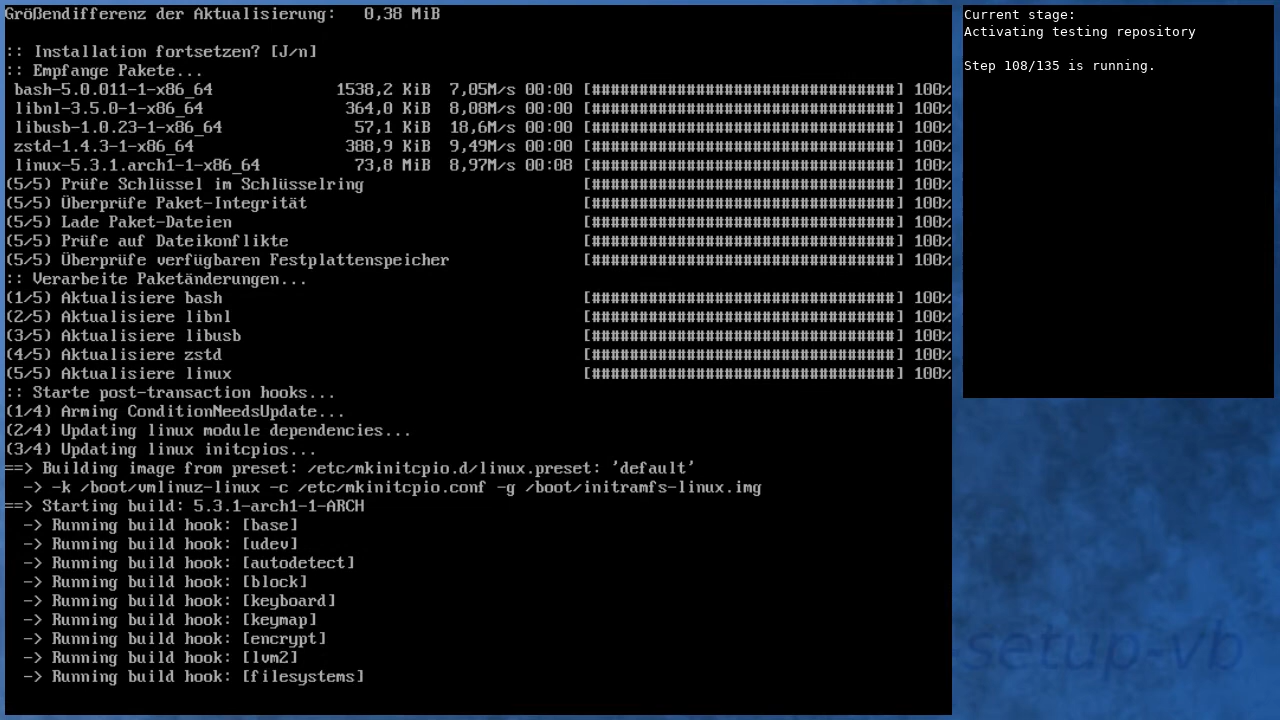 Größendifferenz der Aktualisierung:   0,38 MiB
:: Installation fortsetzen? [J/n]
:: Empfange Pakete...
bash-5.0.011-1-x86_64 1538,2 KiB 7,05M/s 00:00 [################################] 100%
libnl-3.5.0-1-x86_64 364,0 KiB 8,08M/s 00:00 [################################] 100%
libusb-1.0.23-1-x86_64 57,1 KiB 18,6M/s 00:00 [################################] 100%
zstd-1.4.3-1-x86_64 388,9 KiB 9,49M/s 00:00 [################################] 100%
linux-5.3.1.arch1-1-x86_64 73,8 MiB 8,97M/s 00:08 [################################] 100%
(5/5) Prüfe Schlüssel im Schlüsselring [################################] 100%
(5/5) Überprüfe Paket-Integrität [################################] 100%
(5/5) Lade Paket-Dateien [################################] 100%
(5/5) Prüfe auf Dateikonflikte [################################] 100%
(5/5) Überprüfe verfügbaren Festplattenspeicher [################################] 100%
:: Verarbeite Paketänderungen...
(1/5) Aktualisiere bash [################################] 100%
(2/5) Aktualisiere libnl [################################] 100%
(3/5) Aktualisiere libusb [################################] 100%
(4/5) Aktualisiere zstd [################################] 100%
(5/5) Aktualisiere linux [################################] 100%
:: Starte post-transaction hooks...
(1/4) Arming ConditionNeedsUpdate...
(2/4) Updating linux module dependencies...
(3/4) Updating linux initcpios...
==> Building image from preset: /etc/mkinitcpio.d/linux.preset: 'default'
-> -k /boot/vmlinuz-linux -c /etc/mkinitcpio.conf -g /boot/initramfs-linux.img
==> Starting build: 5.3.1-arch1-1-ARCH
-> Running build hook: [base]
-> Running build hook: [udev]
-> Running build hook: [autodetect]
-> Running build hook: [block]
-> Running build hook: [keyboard]
-> Running build hook: [keymap]
-> Running build hook: [encrypt]
-> Running build hook: [lvm2]
-> Running build hook: [filesystems]
Current stage:
Activating testing repository
Step 108/135 is running.
setup-vb